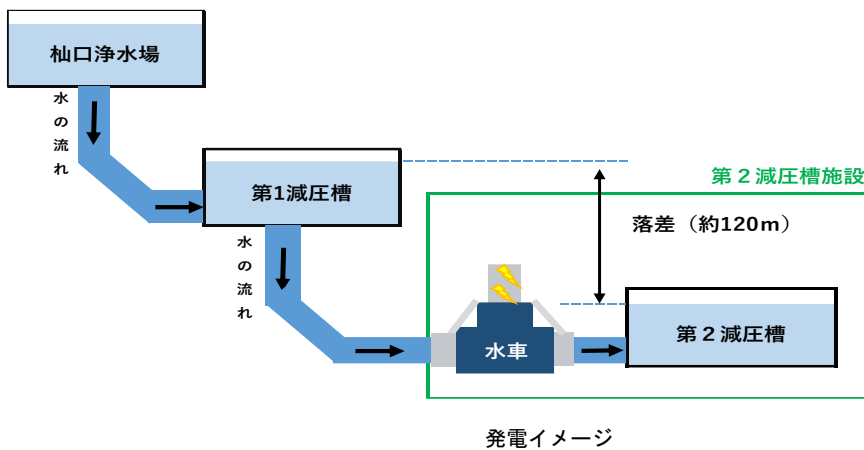 杣口浄水場
水の流れ
第1減圧槽
第２減圧槽施設
落差（約120m）
水の流れ
水車
第２減圧槽
発電イメージ